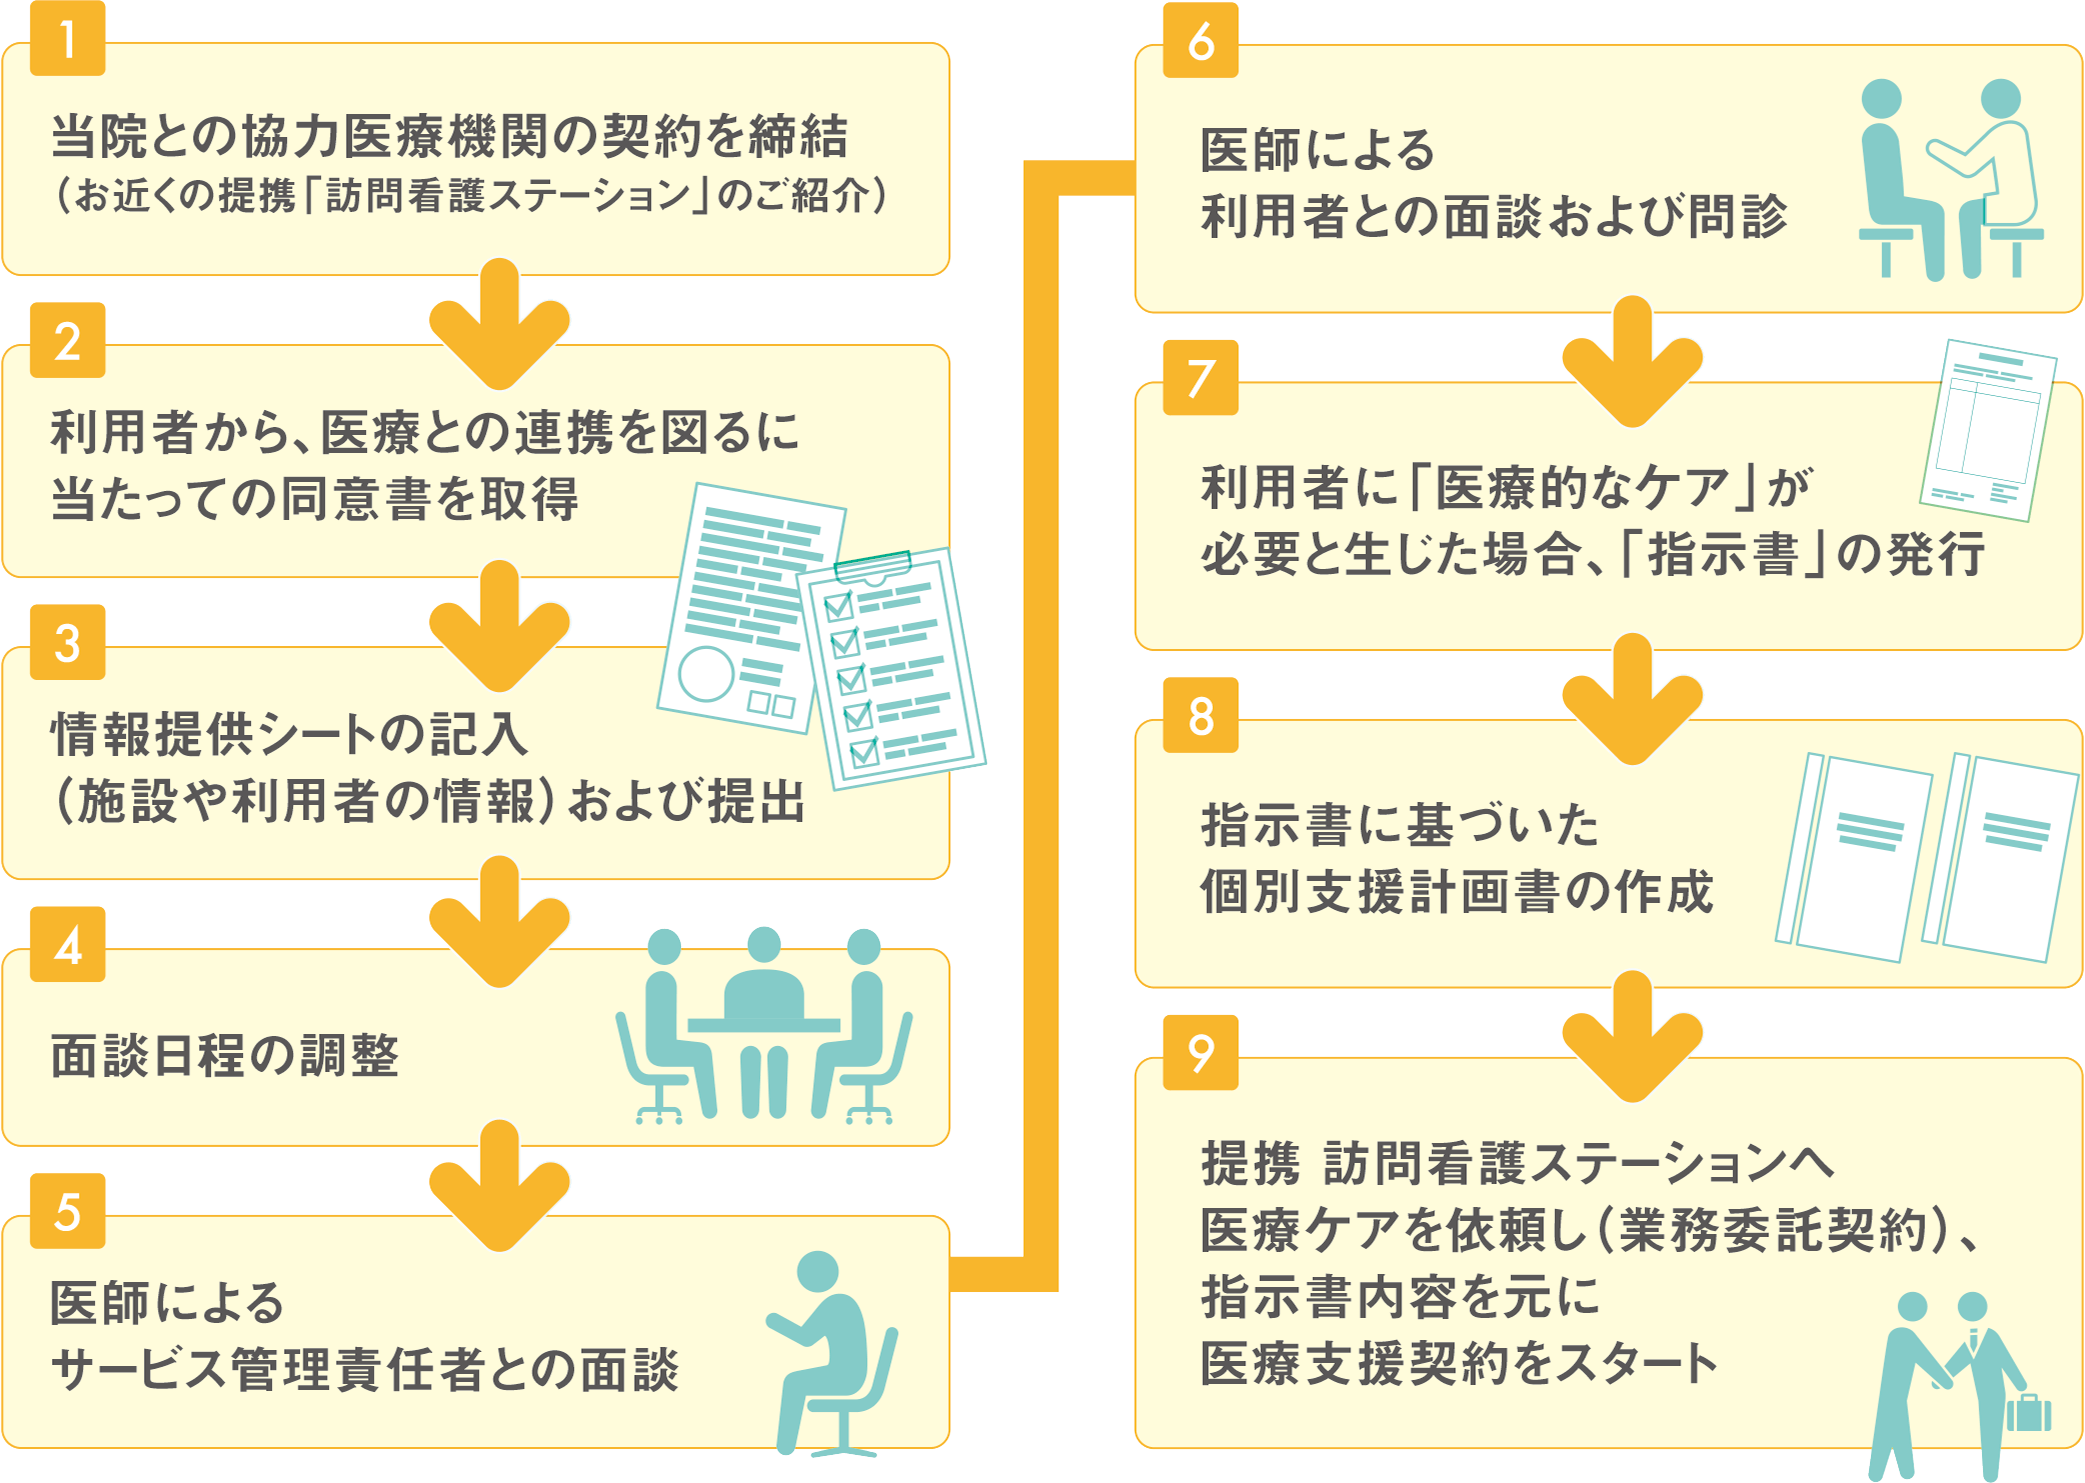 1
当院との協力医療機関の契約を締結
（お近くの提携「訪問看護ステーション」のご紹介）
2
利用者から、医療との連携を図るに
当たっての同意書を取得
3
情報提供シートの記入
（施設や利用者の情報）および提出
4
面談日程の調整
5
医師による
サービス管理責任者との面談
6
医師による
利用者との面談および問診
7
利用者に「医療的なケア」が
必要と生じた場合、「指示書」の発行
8
指示書に基づいた
個別支援計画書の作成
9
提携 訪問看護ステーションへ
医療ケアを依頼し（業務委託契約）、
指示書内容を元に
医療支援契約をスタート